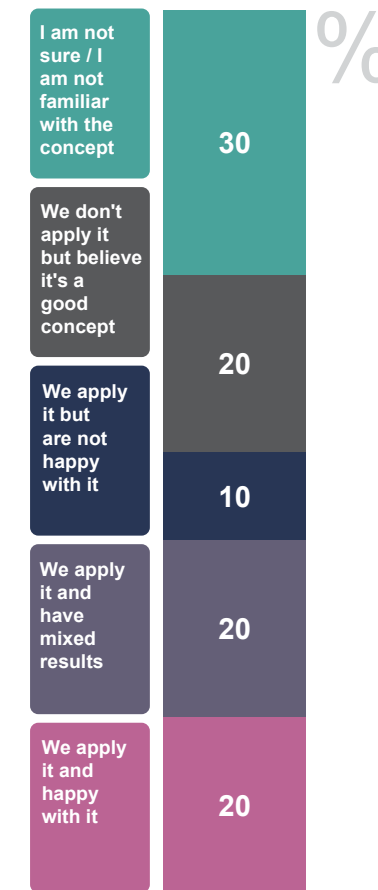 %
I am not
sure / I
am not
familiar
with the
concept
30
We don't
apply it
but believe
it's a
good
concept
20
We apply
it but
are not
happy
with it
10
We apply
it and
have
mixed
results
20
We apply
it and
happy
with it
20